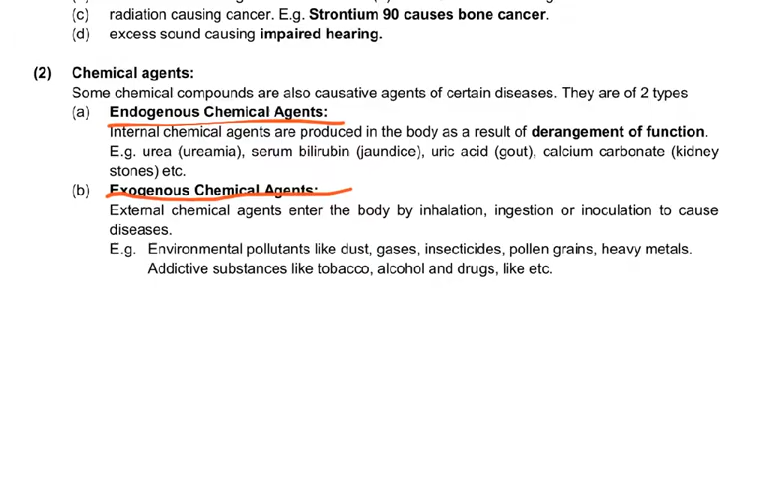 (c) radiation causing cancer. E.g. Strontium 90 causes bone cancer.
(d) excess sound causing impaired hearing.
(2) Chemical agents:
Some chemical compounds are also causative agents of certain diseases. They are of 2 types
(a) Endogenous Chemical Agents:
Internal chemical agents are produced in the body as a result of derangement of function.
E.g. urea (ureamia), serum bilirubin (jaundice), uric acid (gout), calcium carbonate (kidney
stones) etc.
(b) Exogenous Chemical Agents:
External chemical agents enter the body by inhalation, ingestion or inoculation to cause
diseases.
E.g. Environmental pollutants like dust, gases, insecticides, pollen grains, heavy metals.
Addictive substances like tobacco, alcohol and drugs, like etc.